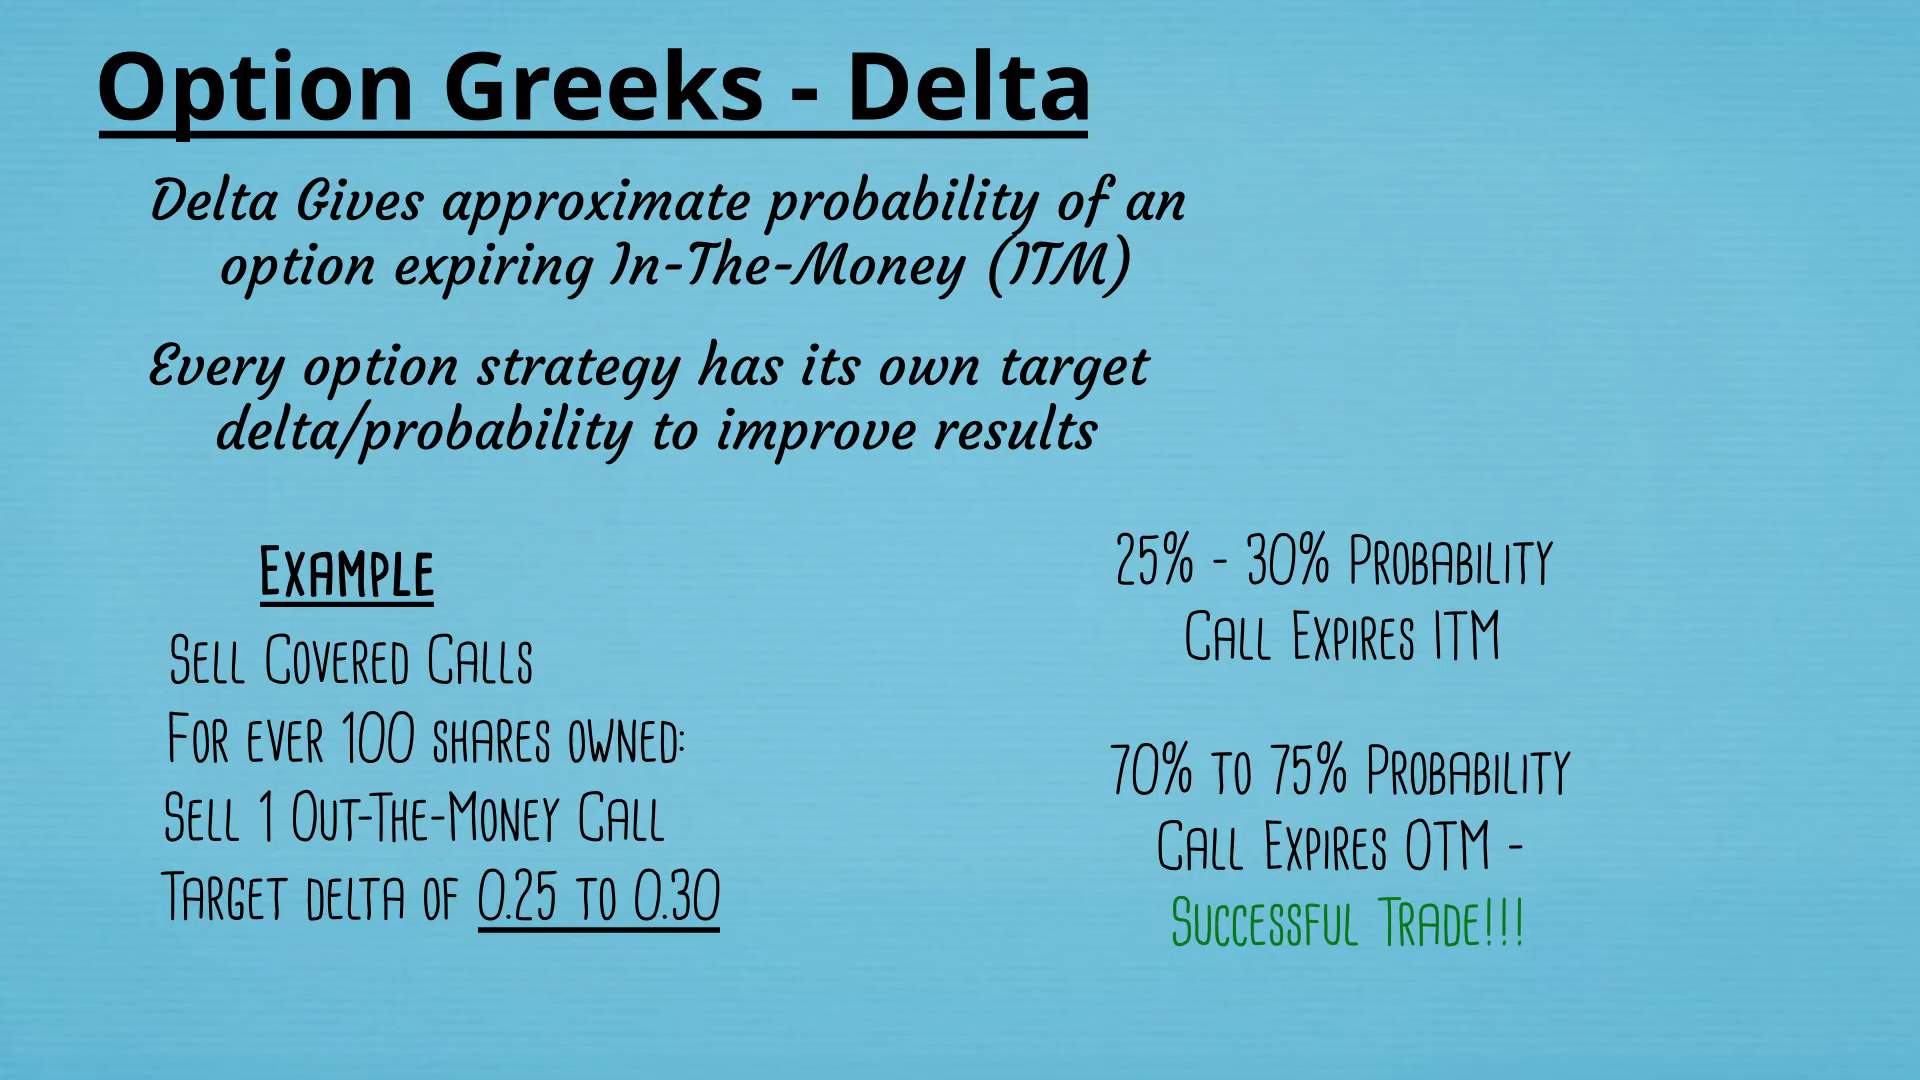 Option Greeks - Delta
Delta Gives approximate probability of an
option expiring In-The-Money (ITM)
Every option strategy has its own target
delta/probability to improve results
Example
Sell Covered Calls
For ever 100 shares owned:
Sell 1 Out-The-Money Call
Target delta of 0.25 to 0.30
25% - 30% Probability
Call Expires ITM
70% to 75% Probability
Call Expires OTM -
Successful Trade!!!